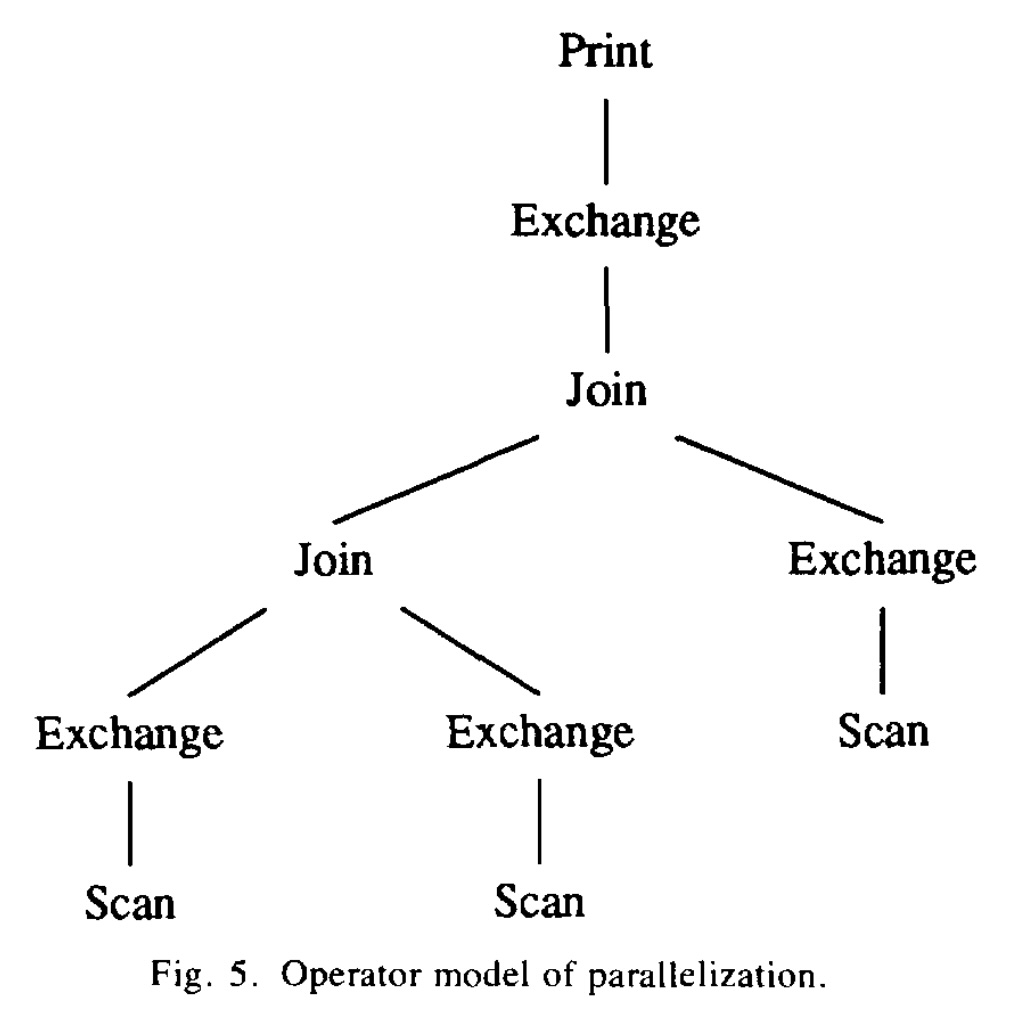 Print
Exchange
Join
Join
Exchange
Exchange
Exchange
Scan
Scan
Scan
Fig. 5. Operator model of parallelization.